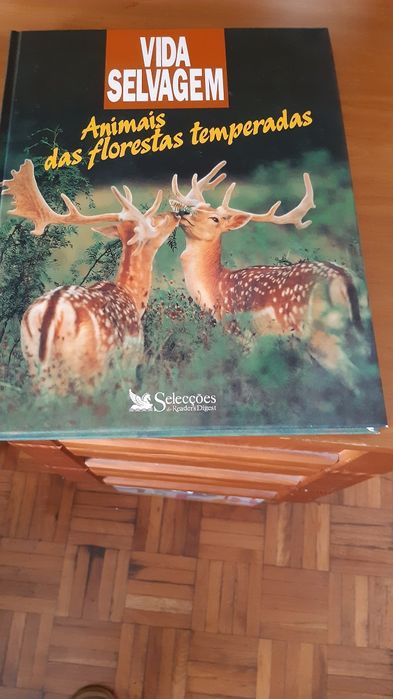 VIDA
SELVAGEM
Animais
das florestas temperadas
Selecções
do Reader's Digest